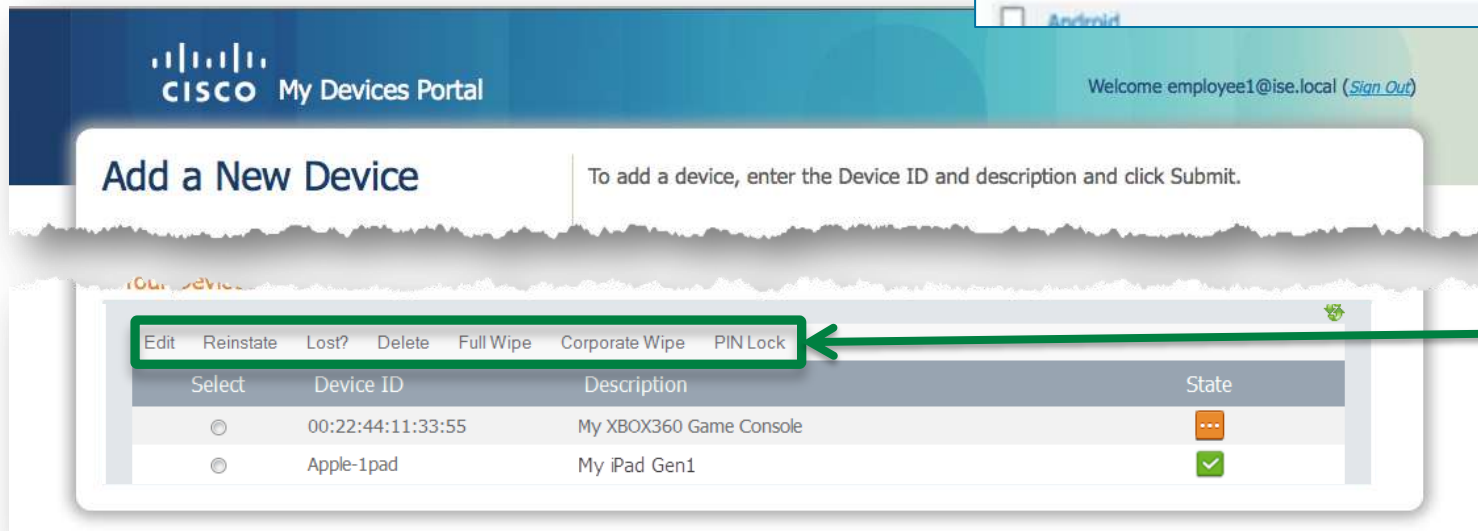 Android
CISCO My Devices Portal
Welcome employee1@ise.local (Sign Out)
Add a New Device
To add a device, enter the Device ID and description and click Submit.
Your Devic
Edit Reinstate Lost? Delete Full Wipe Corporate Wipe PIN Lock
Select Device ID Description State
00:22:44:11:33:55 My XBOX360 Game Console
Apple-1pad My iPad Gen1